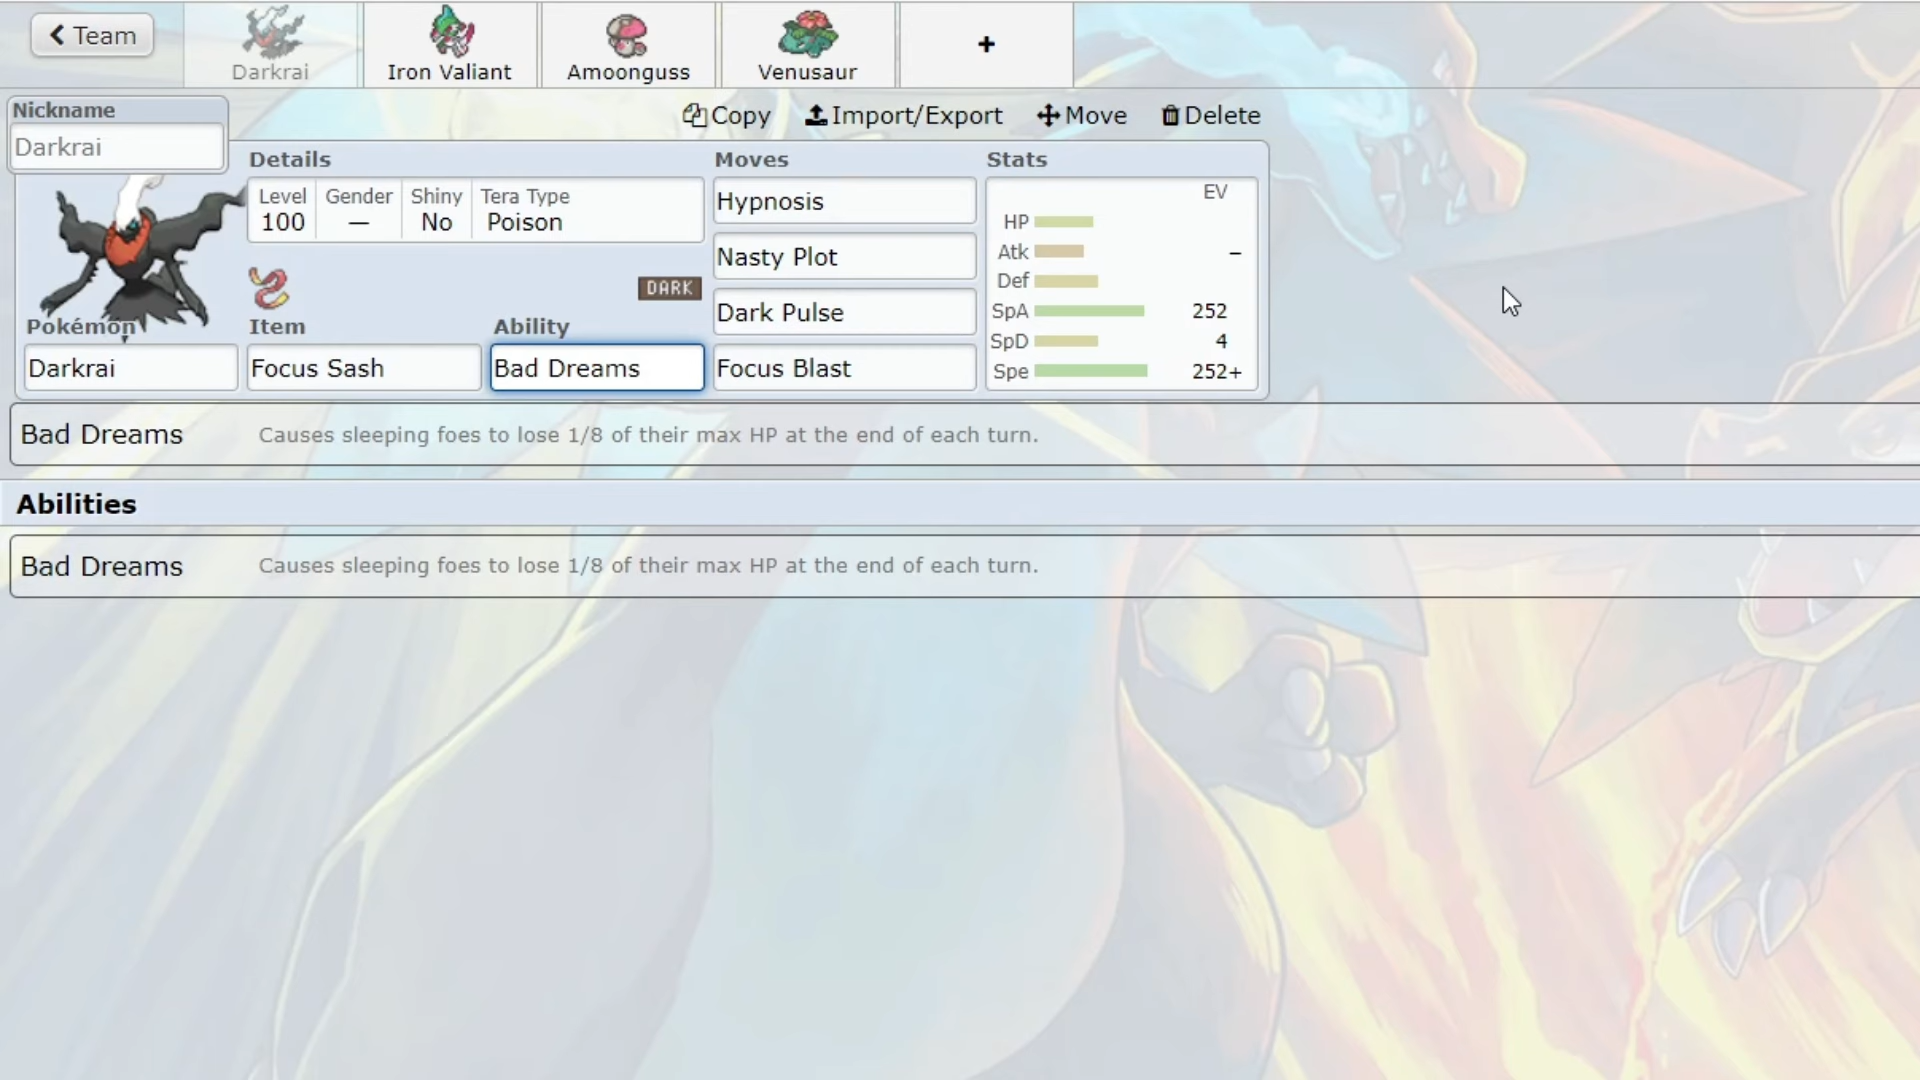 Team
Darkrai
Iron Valiant
Amoonguss
Venusaur
+
Nickname
Darkrai
Copy
Import/Export
Move
Delete
Details
Level
100
Gender
—
Shiny
No
Tera Type
Poison
DARK
Pokémon
Darkrai
Item
Focus Sash
Ability
Bad Dreams
Moves
Hypnosis
Nasty Plot
Dark Pulse
Focus Blast
Stats
EV
HP
Atk –
Def
SpA 252
SpD 4
Spe 252+
Bad Dreams Causes sleeping foes to lose 1/8 of their max HP at the end of each turn.
Abilities
Bad Dreams Causes sleeping foes to lose 1/8 of their max HP at the end of each turn.